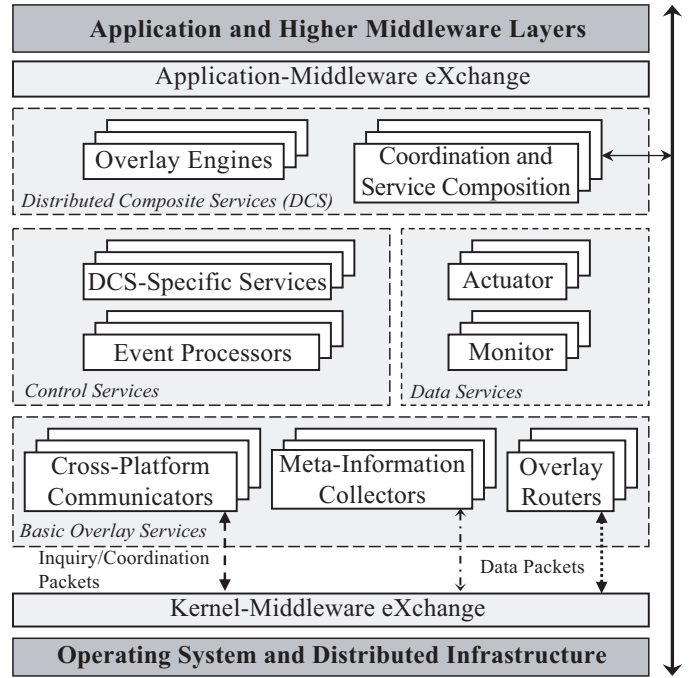 Application and Higher Middleware Layers
Application-Middleware eXchange
Overlay Engines
Coordination and
Service Composition
Distributed Composite Services (DCS)
DCS-Specific Services
Event Processors
Control Services
Actuator
Monitor
Data Services
Cross-Platform
Communicators
Meta-Information
Collectors
Overlay
Routers
Basic Overlay Services
Inquiry/Coordination
Packets
Data Packets
Kernel-Middleware eXchange
Operating System and Distributed Infrastructure